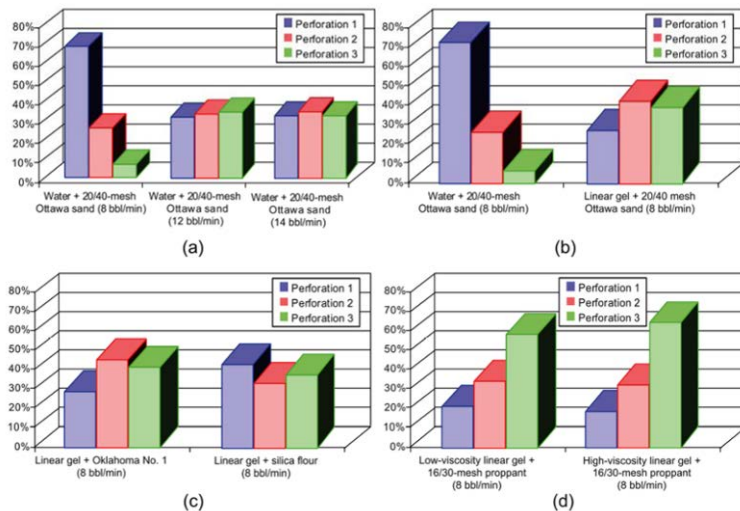 80%
70%
60%
50%
40%
30%
20%
10%
0%
Perforation 1
Perforation 2
Perforation 3
Water + 20/40-mesh
Ottawa sand (8 bbl/min)
Water + 20/40-mesh
Ottawa sand
(12 bbl/min)
Water + 20/40-mesh
Ottawa sand
(14 bbl/min)
(a)
80%
70%
60%
50%
40%
30%
20%
10%
0%
Perforation 1
Perforation 2
Perforation 3
Water + 20/40-mesh
Ottawa sand (8 bbl/min)
Linear gel + 20/40 mesh
Ottawa sand (8 bbl/min)
(b)
80%
70%
60%
50%
40%
30%
20%
10%
0%
Perforation 1
Perforation 2
Perforation 3
Linear gel + Oklahoma No. 1
(8 bbl/min)
Linear gel + silica flour
(8 bbl/min)
(c)
80%
70%
60%
50%
40%
30%
20%
10%
0%
Perforation 1
Perforation 2
Perforation 3
Low-viscosity linear gel +
16/30-mesh proppant
(8 bbl/min)
High-viscosity linear gel +
16/30-mesh proppant
(8 bbl/min)
(d)